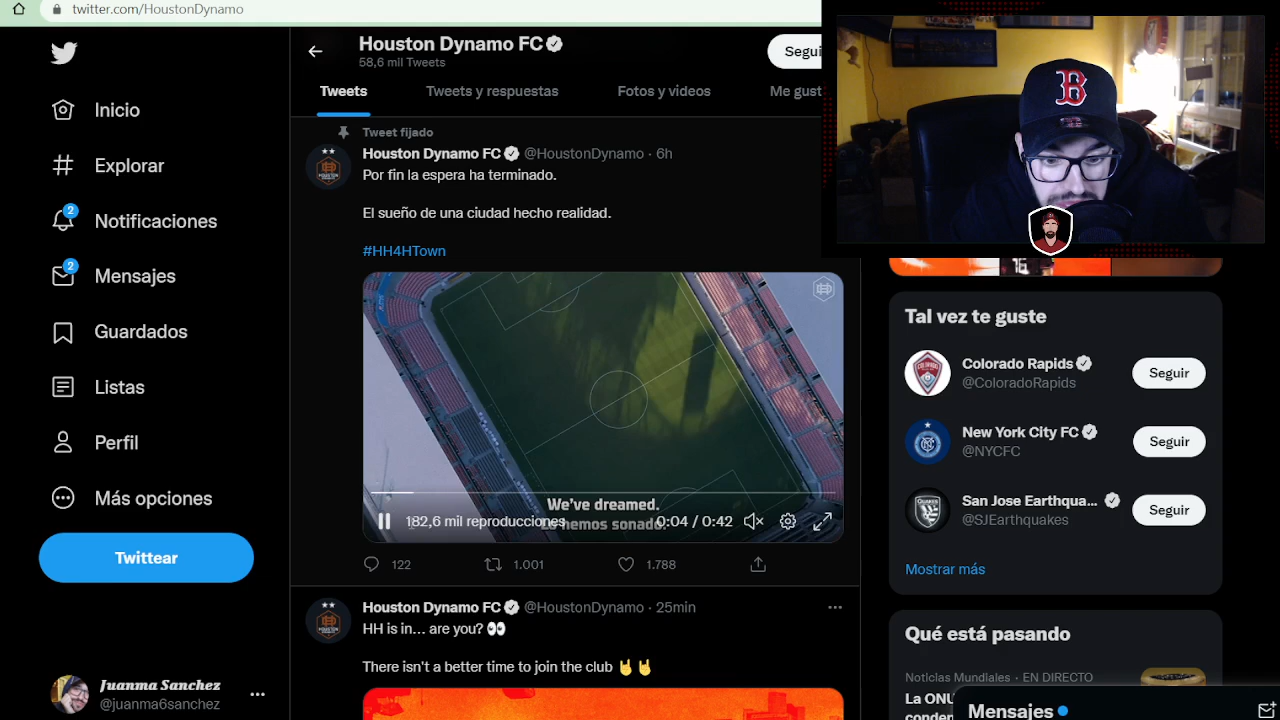 twitter.com/HoustonDynamo
Inicio
Explorar
2
Notificaciones
2
Mensajes
Guardados
Listas
Perfil
Más opciones
Twittear
Juanma Sanchez
@juanma6sanchez
Houston Dynamo FC
58,6 mil Tweets
Segui
Tweets
Tweets y respuestas
Fotos y videos
Me gust
Tweet fijado
Houston Dynamo FC @HoustonDynamo · 6h
Por fin la espera ha terminado.
El sueño de una ciudad hecho realidad.
#HH4HTown
We've dreamed.
hemos soñado.
182,6 mil reproducciones
0:04 / 0:42
122
1.001
1.788
Houston Dynamo FC @HoustonDynamo · 25min
HH is in... are you? 👀
There isn't a better time to join the club 🤘 🤘
B
16
Tal vez te guste
Colorado Rapids
@ColoradoRapids
Seguir
New York City FC
@NYCFC
Seguir
San Jose Earthqua...
@SJEarthquakes
Seguir
Mostrar más
Qué está pasando
Noticias Mundiales · EN DIRECTO
La ONU
Mensajes